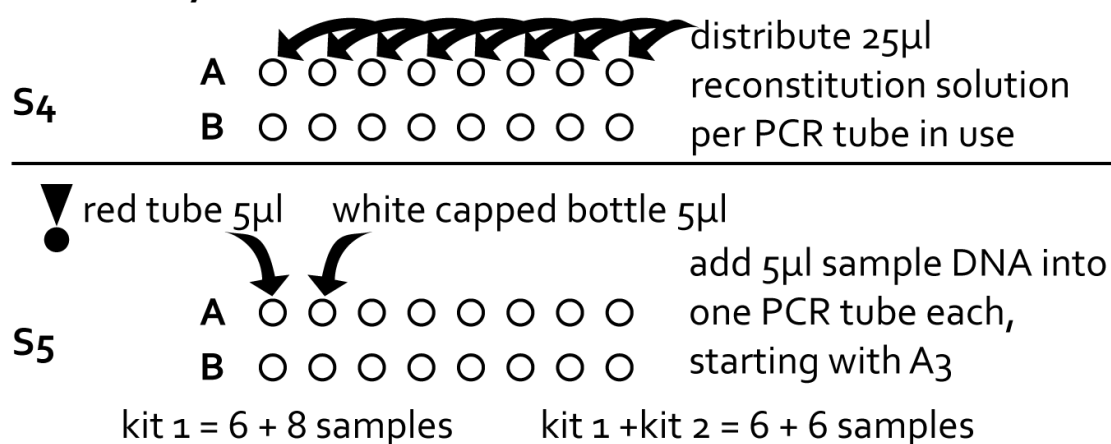 distribute 25µl
A
reconstitution solution
S4
B
per PCR tube in use
red tube 5µl
white capped bottle 5µl
add 5µl sample DNA into
A
one PCR tube each,
S5
B
starting with A3
kit 1 = 6 + 8 samples
kit 1 +kit 2 = 6 + 6 samples